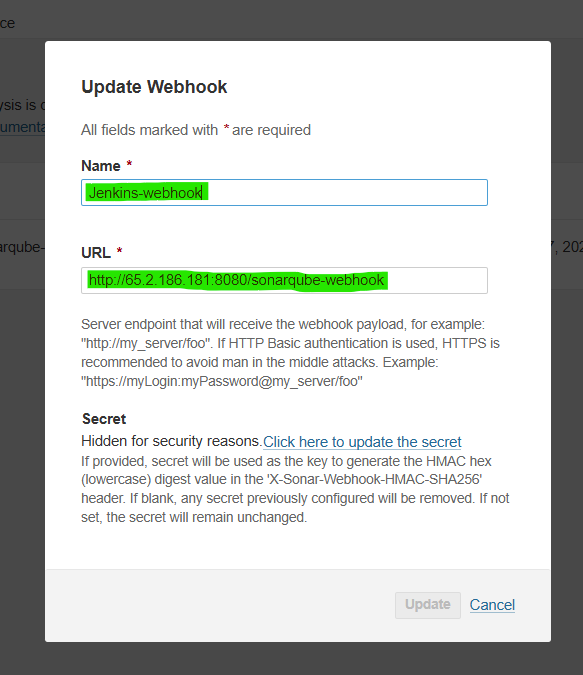 ce
Update Webhook
ysis is
umenta
All fields marked with * are required
Name *
Jenkins-webhook
URL *
arqube-
7, 202
http://65.2.186.181:8080/sonarqube-webhook
Server endpoint that will receive the webhook payload, for example:
"http://my_server/foo". If HTTP Basic authentication is used, HTTPS is
recommended to avoid man in the middle attacks. Example:
"https://myLogin:myPassword@my_server/foo"
Secret
Hidden for security reasons.Click here to update the secret
If provided, secret will be used as the key to generate the HMAC hex
(lowercase) digest value in the 'X-Sonar-Webhook-HMAC-SHA256'
header. If blank, any secret previously configured will be removed. If not
set, the secret will remain unchanged.
Update Cancel